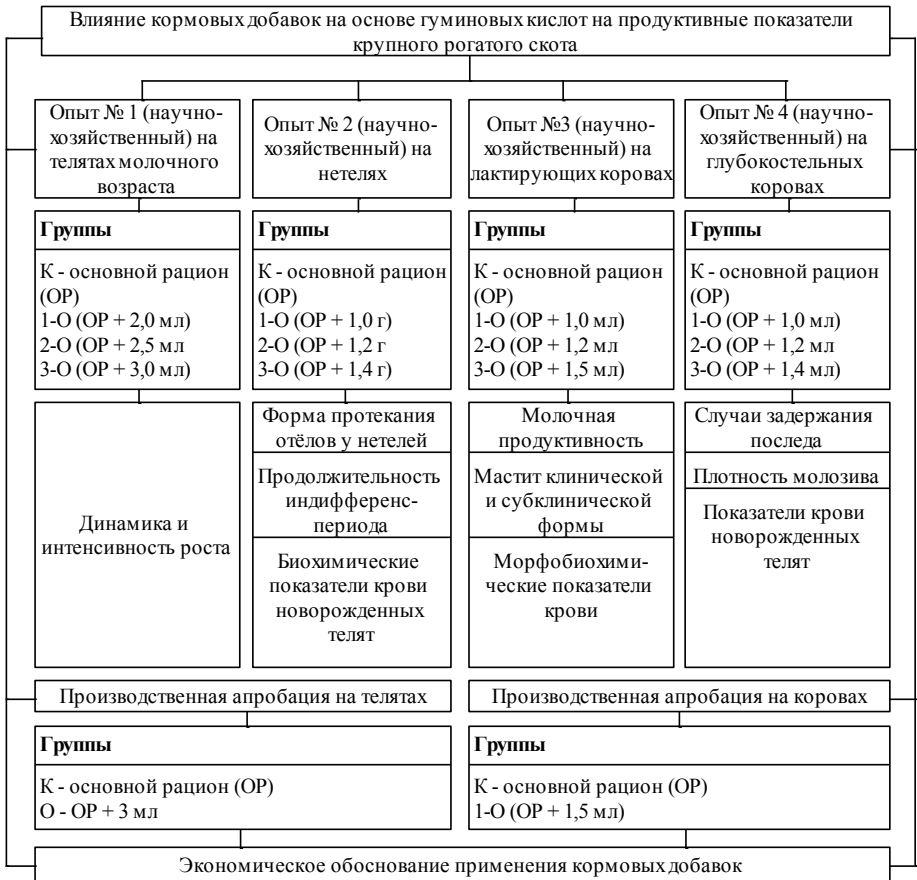 Влияние кормовых добавок на основе гуминовых кислот на продуктивные показатели
крупного рогатого скота
Опыт № 1 (научно-
хозяйственный) на
телятах молочного
возраста
Опыт № 2 (научно-
хозяйственный) на
нетелях
Опыт №3 (научно-
хозяйственный) на
лактирующих коровах
Опыт № 4 (научно-
хозяйственный) на
глубокостельных
коровах
Группы
К - основной рацион
(ОР)
1-О (ОР + 2,0 мл)
2-О (ОР + 2,5 мл
3-О (ОР + 3,0 мл)
Группы
К - основной рацион
(ОР)
1-О (ОР + 1,0 г)
2-О (ОР + 1,2 г
3-О (ОР + 1,4 г)
Группы
К - основной рацион
(ОР)
1-О (ОР + 1,0 мл)
2-О (ОР + 1,2 мл
3-О (ОР + 1,5 мл)
Группы
К - основной рацион
(ОР)
1-О (ОР + 1,0 мл)
2-О (ОР + 1,2 мл
3-О (ОР + 1,4 мл)
Динамика и
интенсивность роста
Форма протекания
отёлов у нетелей
Продолжительность
индифференс-
периода
Биохимические
показатели крови
новорожденных
телят
Молочная
продуктивность
Мастит клинической
и субклинической
формы
Морфобиохими-
ческие показатели
крови
Случаи задержания
последа
Плотность молозива
Показатели крови
новорожденных
телят
Производственная апробация на телятах
Производственная апробация на коровах
Группы
К - основной рацион (ОР)
О - ОР + 3 мл
Группы
К - основной рацион (ОР)
1-О (ОР + 1,5 мл)
Экономическое обоснование применения кормовых добавок